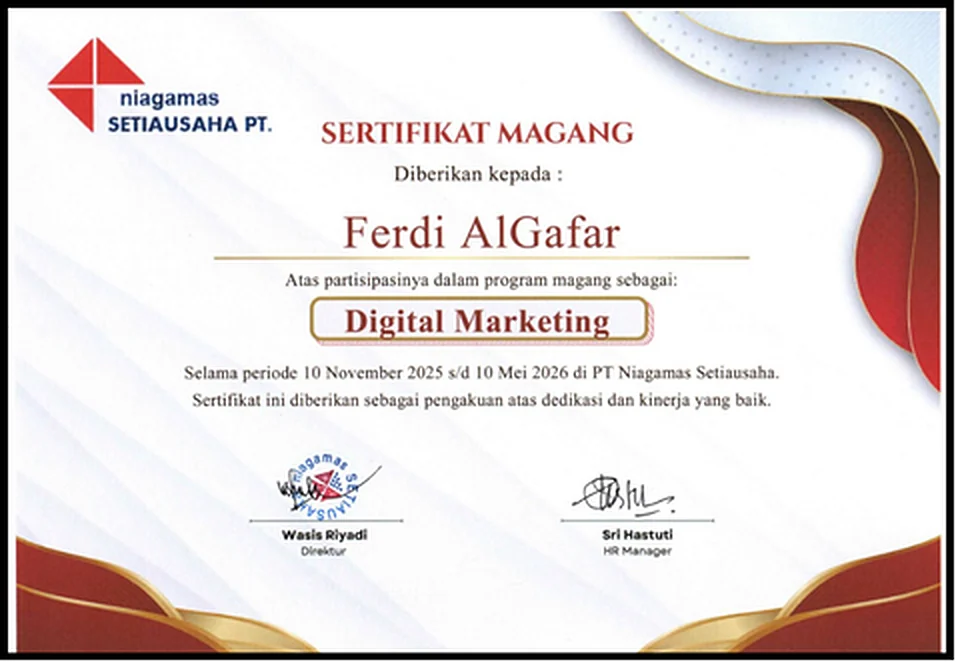 niagamas
SETIAUSAHA PT.
SERTIFIKAT MAGANG
Diberikan kepada :
Ferdi AlGafar
Atas partisipasinya dalam program magang sebagai:
Digital Marketing
Selama periode 10 November 2025 s/d 10 Mei 2026 di PT Niagamas Setiausaha.
Sertifikat ini diberikan sebagai pengakuan atas dedikasi dan kinerja yang baik.
niagamas SETIAUSAHA
Wasis Riyadi
Direktur
Sri Hastuti
HR Manager